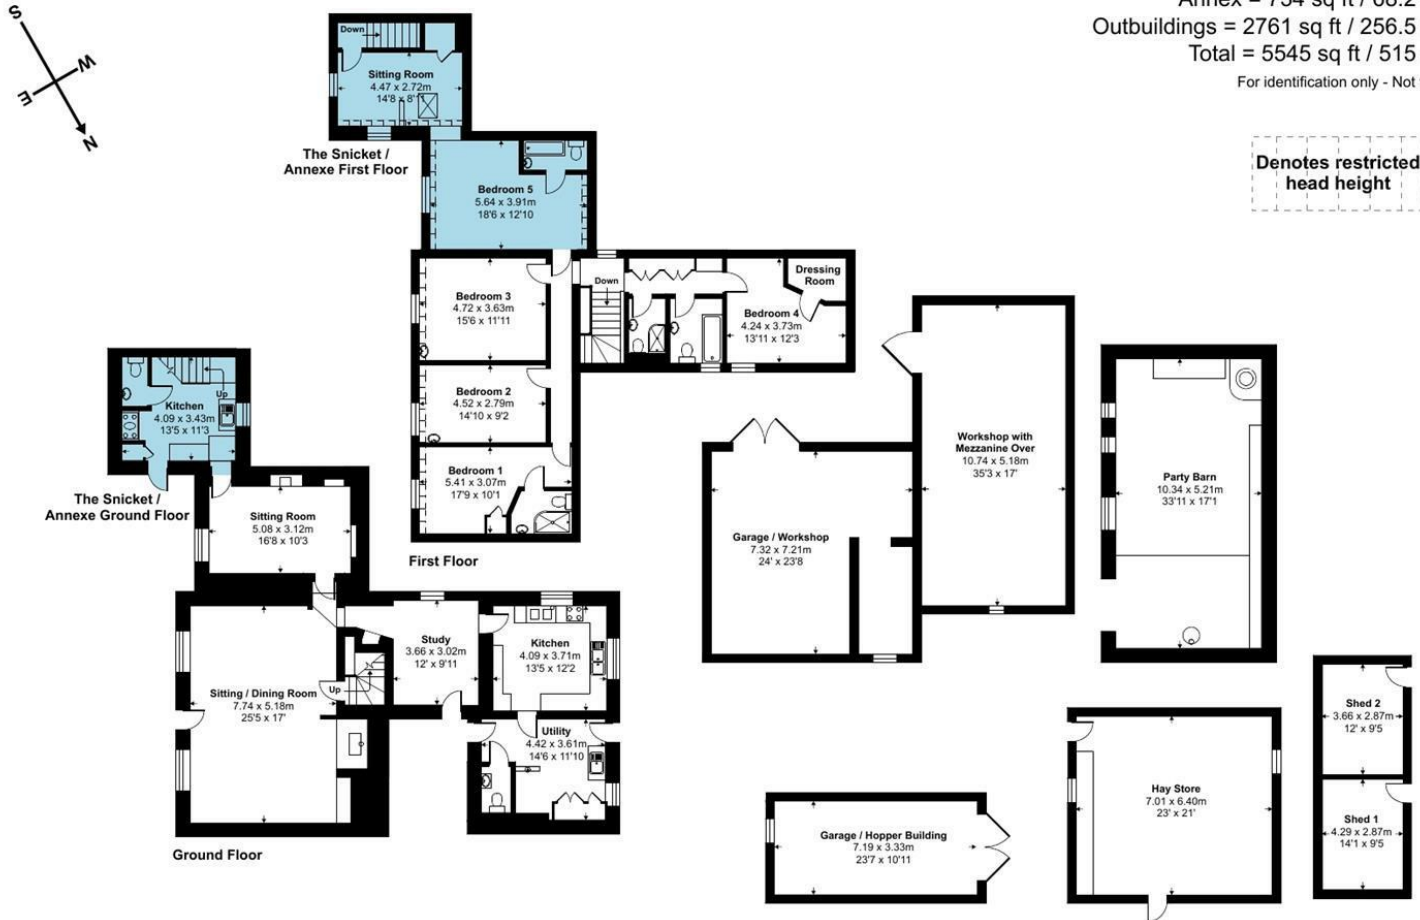 S
W
E
N
Annex = 734 sq ft / 68.2
Outbuildings = 2761 sq ft / 256.5
Total = 5545 sq ft / 515
For identification only - Not
Denotes restricted
head height
Down
Sitting Room
4.47 x 2.72m
14'8 x 8'11
The Snicket /
Annexe First Floor
Bedroom 5
5.64 x 3.91m
18'6 x 12'10
Bedroom 3
4.72 x 3.63m
15'6 x 11'11
Down
Dressing
Room
Bedroom 4
4.24 x 3.73m
13'11 x 12'3
Bedroom 2
4.52 x 2.79m
14'10 x 9'2
Bedroom 1
5.41 x 3.07m
17'9 x 10'1
First Floor
Up
Kitchen
4.09 x 3.43m
13'5 x 11'3
The Snicket /
Annexe Ground Floor
Sitting Room
5.08 x 3.12m
16'8 x 10'3
Study
3.66 x 3.02m
12' x 9'11
Kitchen
4.09 x 3.71m
13'5 x 12'2
Up
Sitting / Dining Room
7.74 x 5.18m
25'5 x 17'
Utility
4.42 x 3.61m
14'6 x 11'10
Ground Floor
Garage / Workshop
7.32 x 7.21m
24' x 23'8
Workshop with
Mezzanine Over
10.74 x 5.18m
35'3 x 17'
Party Barn
10.34 x 5.21m
33'11 x 17'1
Garage / Hopper Building
7.19 x 3.33m
23'7 x 10'11
Hay Store
7.01 x 6.40m
23' x 21'
Shed 2
3.66 x 2.87m
12' x 9'5
Shed 1
4.29 x 2.87m
14'1 x 9'5